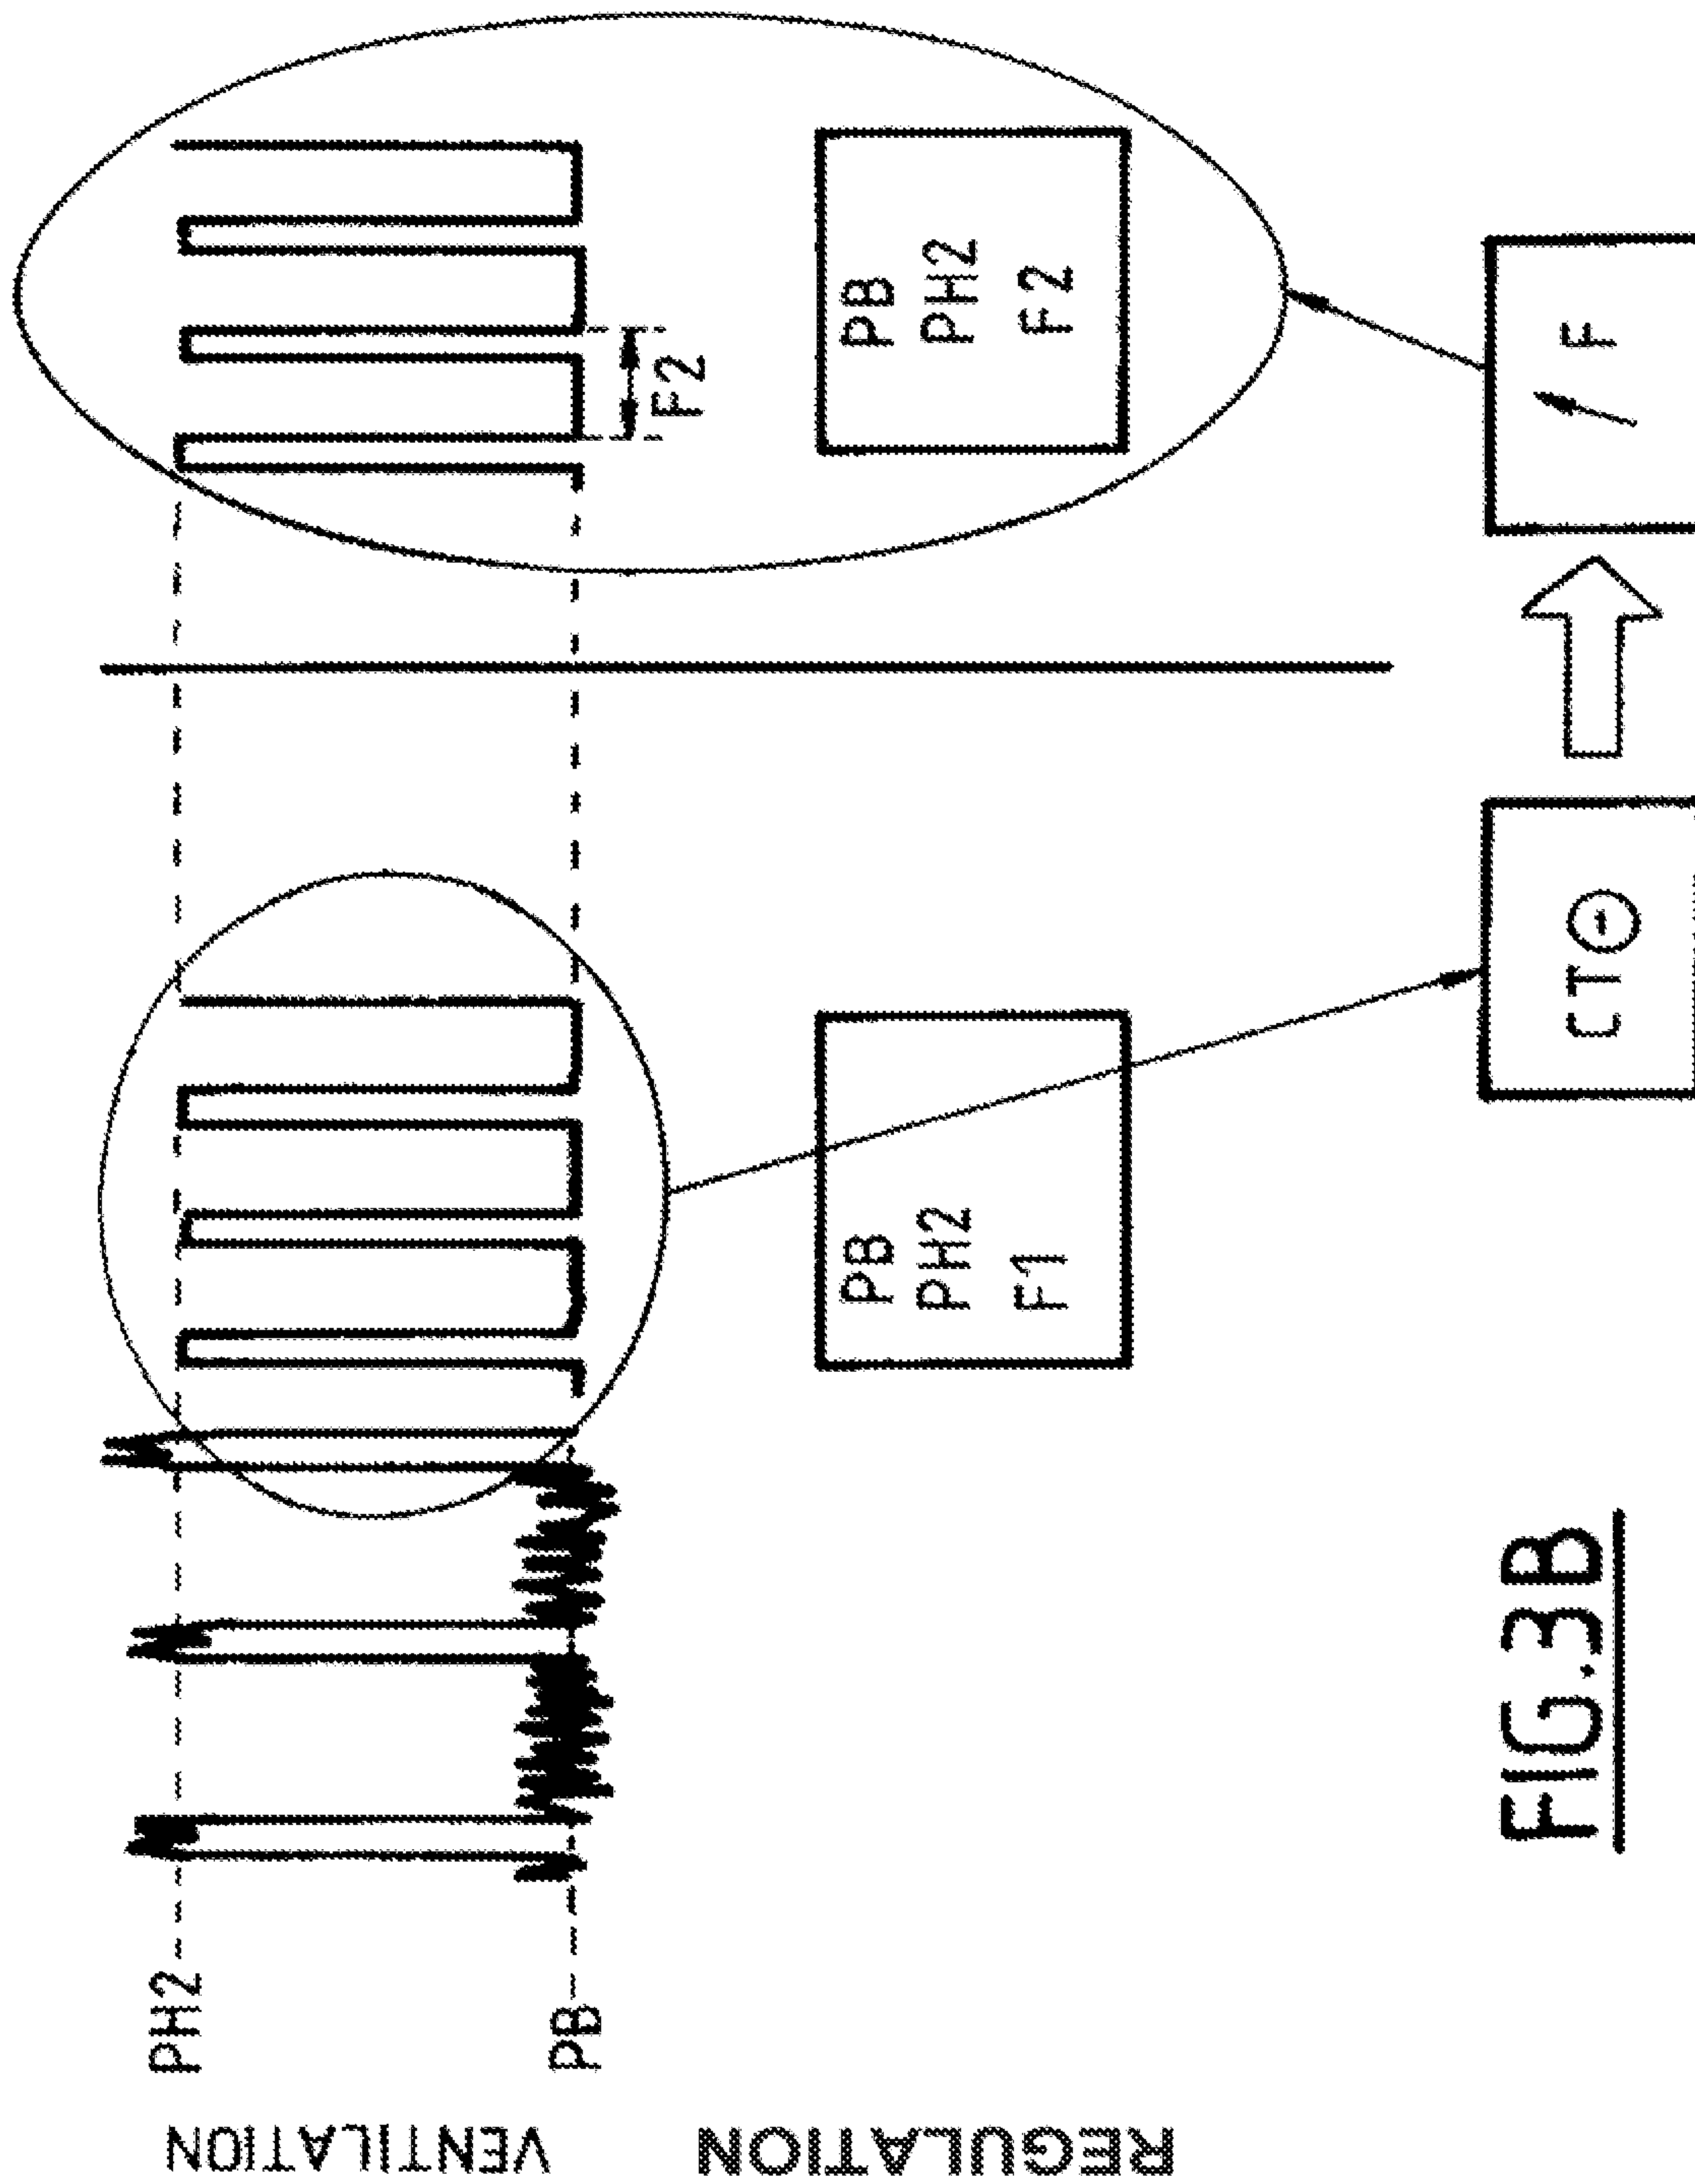 VENTILATION
PH2
PB
F2
REGULATION
PB
PH2
F1
PB
PH2
F2
CT⊖
F
FIG.3B